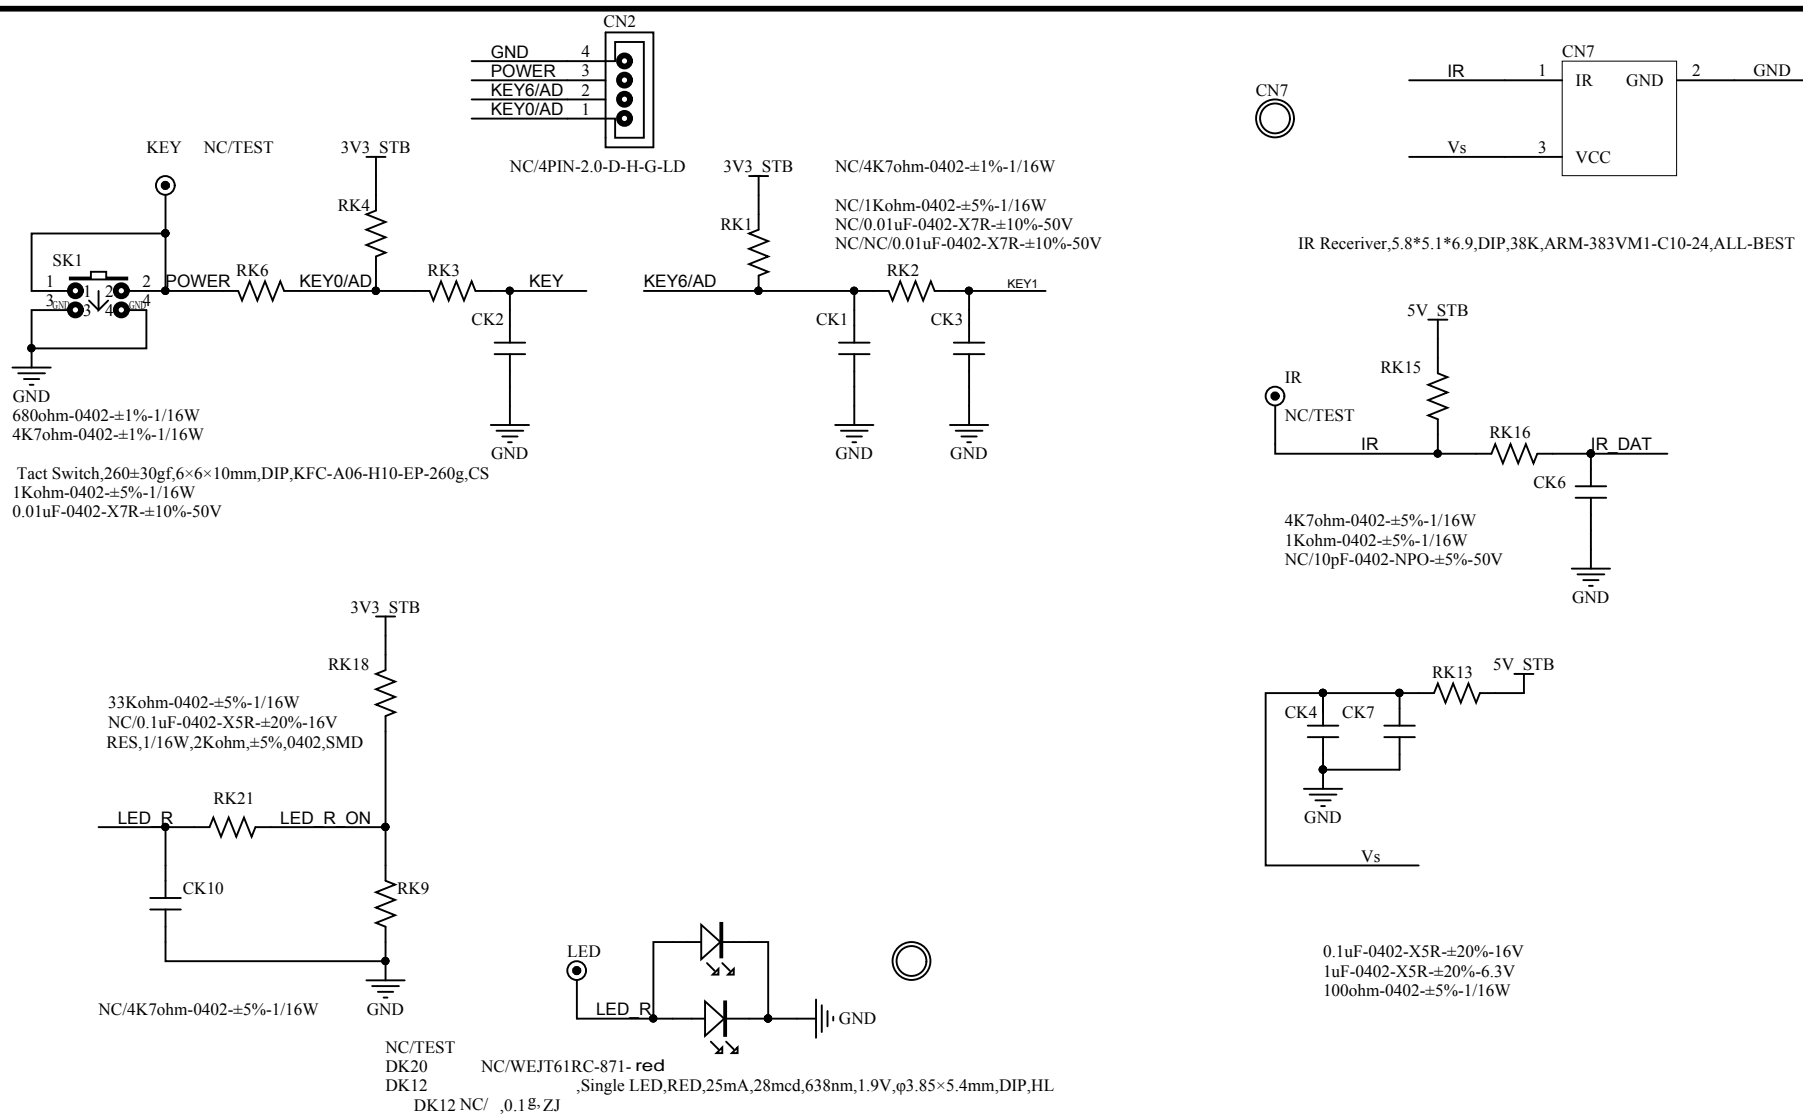 CN2
GND 4
POWER 3
KEY6/AD 2
KEY0/AD 1
NC/4PIN-2.0-D-H-G-LD
KEY NC/TEST
3V3_STB
RK4
SK1
1 1 2 2
3 GND 3 4 GND 4
POWER
RK6
KEY0/AD
RK3
KEY
CK2
GND
GND
680ohm-0402-±1%-1/16W
4K7ohm-0402-±1%-1/16W
Tact Switch,260±30gf,6×6×10mm,DIP,KFC-A06-H10-EP-260g,CS
1Kohm-0402-±5%-1/16W
0.01uF-0402-X7R-±10%-50V
3V3_STB
NC/4K7ohm-0402-±1%-1/16W
NC/1Kohm-0402-±5%-1/16W
NC/0.01uF-0402-X7R-±10%-50V
NC/NC/0.01uF-0402-X7R-±10%-50V
RK1
KEY6/AD
RK2
KEY1
CK1
CK3
GND
GND
CN7
CN7
IR 1 IR GND 2 GND
Vs 3 VCC
IR Receriver,5.8*5.1*6.9,DIP,38K,ARM-383VM1-C10-24,ALL-BEST
5V_STB
RK15
IR
NC/TEST
IR
RK16
IR_DAT
CK6
4K7ohm-0402-±5%-1/16W
1Kohm-0402-±5%-1/16W
NC/10pF-0402-NPO-±5%-50V
GND
3V3_STB
RK18
33Kohm-0402-±5%-1/16W
NC/0.1uF-0402-X5R-±20%-16V
RES,1/16W,2Kohm,±5%,0402,SMD
LED_R
RK21
LED_R_ON
CK10
RK9
NC/4K7ohm-0402-±5%-1/16W
GND
LED
LED_R
GND
NC/TEST
DK20 NC/WEJT61RC-871- red
DK12 ,Single LED,RED,25mA,28mcd,638nm,1.9V,φ3.85×5.4mm,DIP,HL
DK12 NC/ ,0.1g, ZJ
5V_STB
RK13
CK4
CK7
GND
Vs
0.1uF-0402-X5R-±20%-16V
1uF-0402-X5R-±20%-6.3V
100ohm-0402-±5%-1/16W